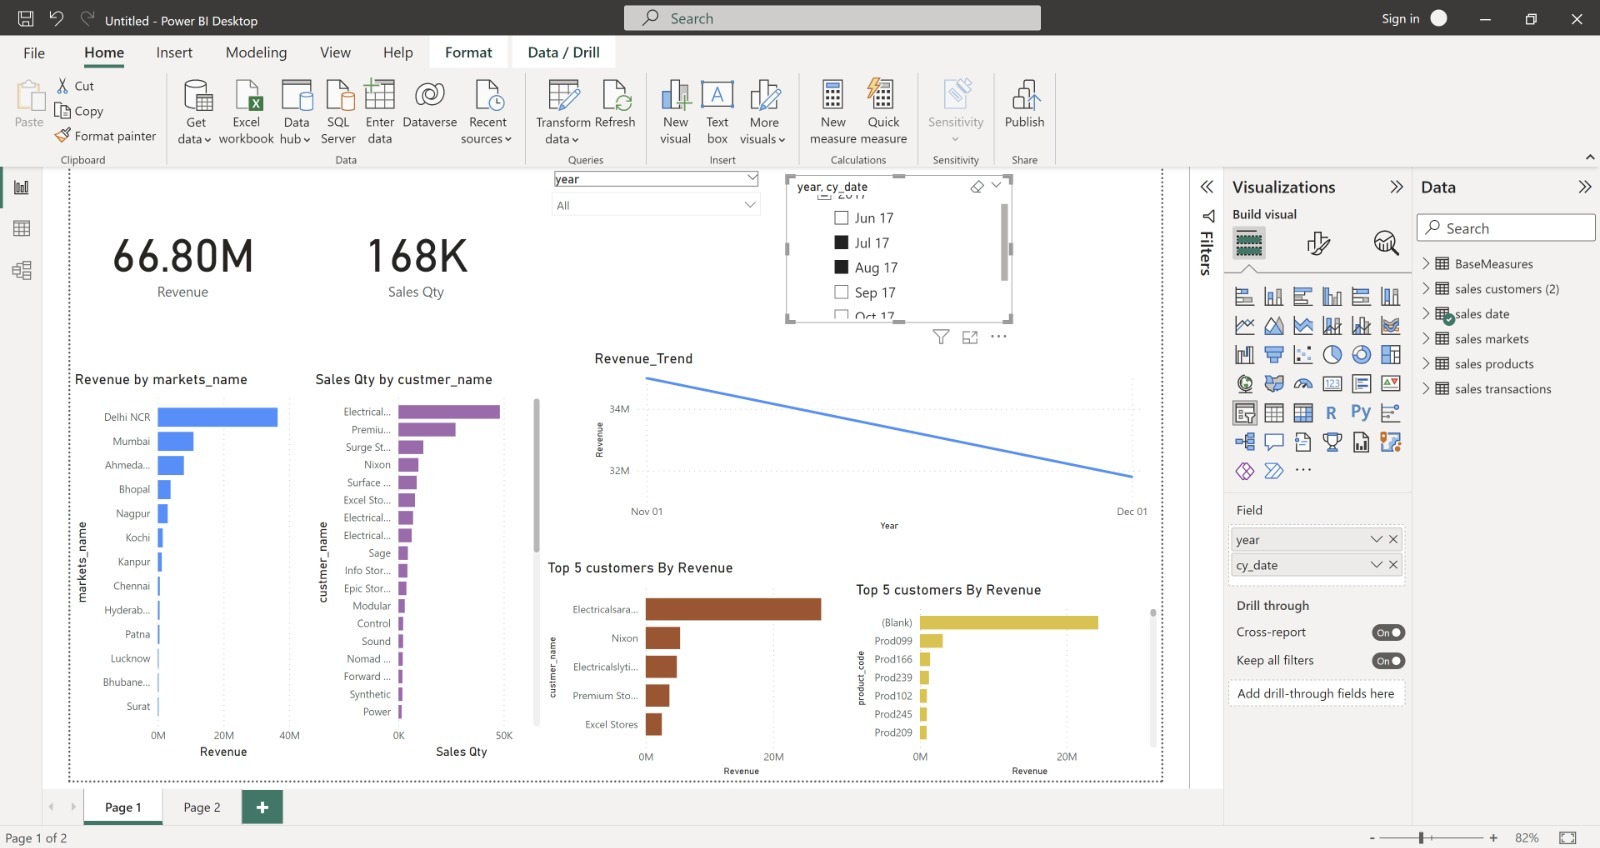 Untitled - Power BI Desktop
Search
Sign in
File
Home
Insert
Modeling
View
Help
Format
Data / Drill
Paste
Cut
Copy
Format painter
Clipboard
Get data
Excel workbook
Data hub
SQL Server
Enter data
Dataverse
Recent sources
Data
Transform data
Refresh
Queries
New visual
Text box
More visuals
Insert
New measure
Quick measure
Calculations
Sensitivity
Sensitivity
Publish
Share
66.80M
Revenue
168K
Sales Qty
year
All
year, cy_date
2017
Jun 17
Jul 17
Aug 17
Sep 17
Oct 17
Revenue by markets_name
markets_name
Delhi NCR
Mumbai
Ahmeda...
Bhopal
Nagpur
Kochi
Kanpur
Chennai
Hyderab...
Patna
Lucknow
Bhubane...
Surat
0M 20M 40M
Revenue
Sales Qty by custmer_name
custmer_name
Electrical...
Premiu...
Surge St...
Nixon
Surface ...
Excel Sto...
Electrical...
Electrical...
Sage
Info Stor...
Epic Stor...
Modular
Control
Sound
Nomad ...
Forward ...
Synthetic
Power
0K 50K
Sales Qty
Revenue_Trend
Revenue
34M
32M
Nov 01 Dec 01
Year
Top 5 customers By Revenue
custmer_name
Electricalsara...
Nixon
Electricalslyti...
Premium Sto...
Excel Stores
0M 20M
Revenue
Top 5 customers By Revenue
product_code
(Blank)
Prod099
Prod166
Prod239
Prod102
Prod245
Prod209
0M 20M
Revenue
Filters
Visualizations
Build visual
123
R
Py
Field
year
cy_date
Drill through
Cross-report
On
Keep all filters
On
Add drill-through fields here
Data
Search
BaseMeasures
sales customers (2)
sales date
sales markets
sales products
sales transactions
Page 1
Page 2
Page 1 of 2
82%